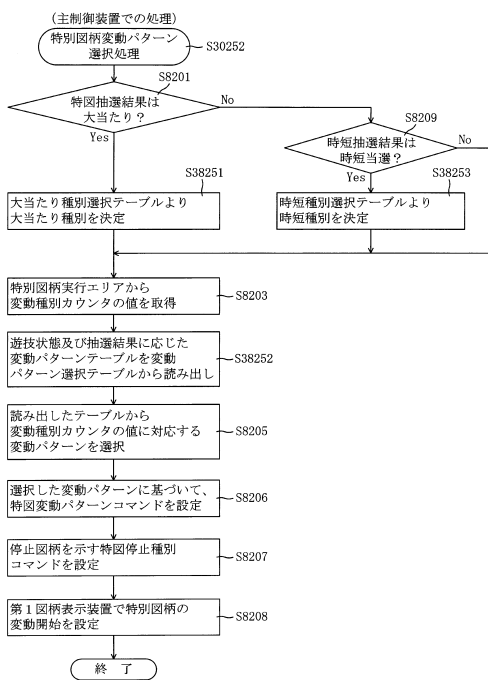 (主制御装置での処理)
特別図柄変動パターン
選択処理
S30252
S8201
特図抽選結果は
大当たり?
No
Yes
S8209
時短抽選結果は
時短当選?
No
Yes
S38251
大当たり種別選択テーブルより
大当たり種別を決定
S38253
時短種別選択テーブルより
時短種別を決定
特別図柄実行エリアから
変動種別カウンタの値を取得
S8203
遊技状態及び抽選結果に応じた
変動パターンテーブルを変動
パターン選択テーブルから読み出し
S38252
読み出したテーブルから
変動種別カウンタの値に対応する
変動パターンを選択
S8205
選択した変動パターンに基づいて、
特図変動パターンコマンドを設定
S8206
停止図柄を示す特図停止種別
コマンドを設定
S8207
第1図柄表示装置で特別図柄の
変動開始を設定
S8208
終 了